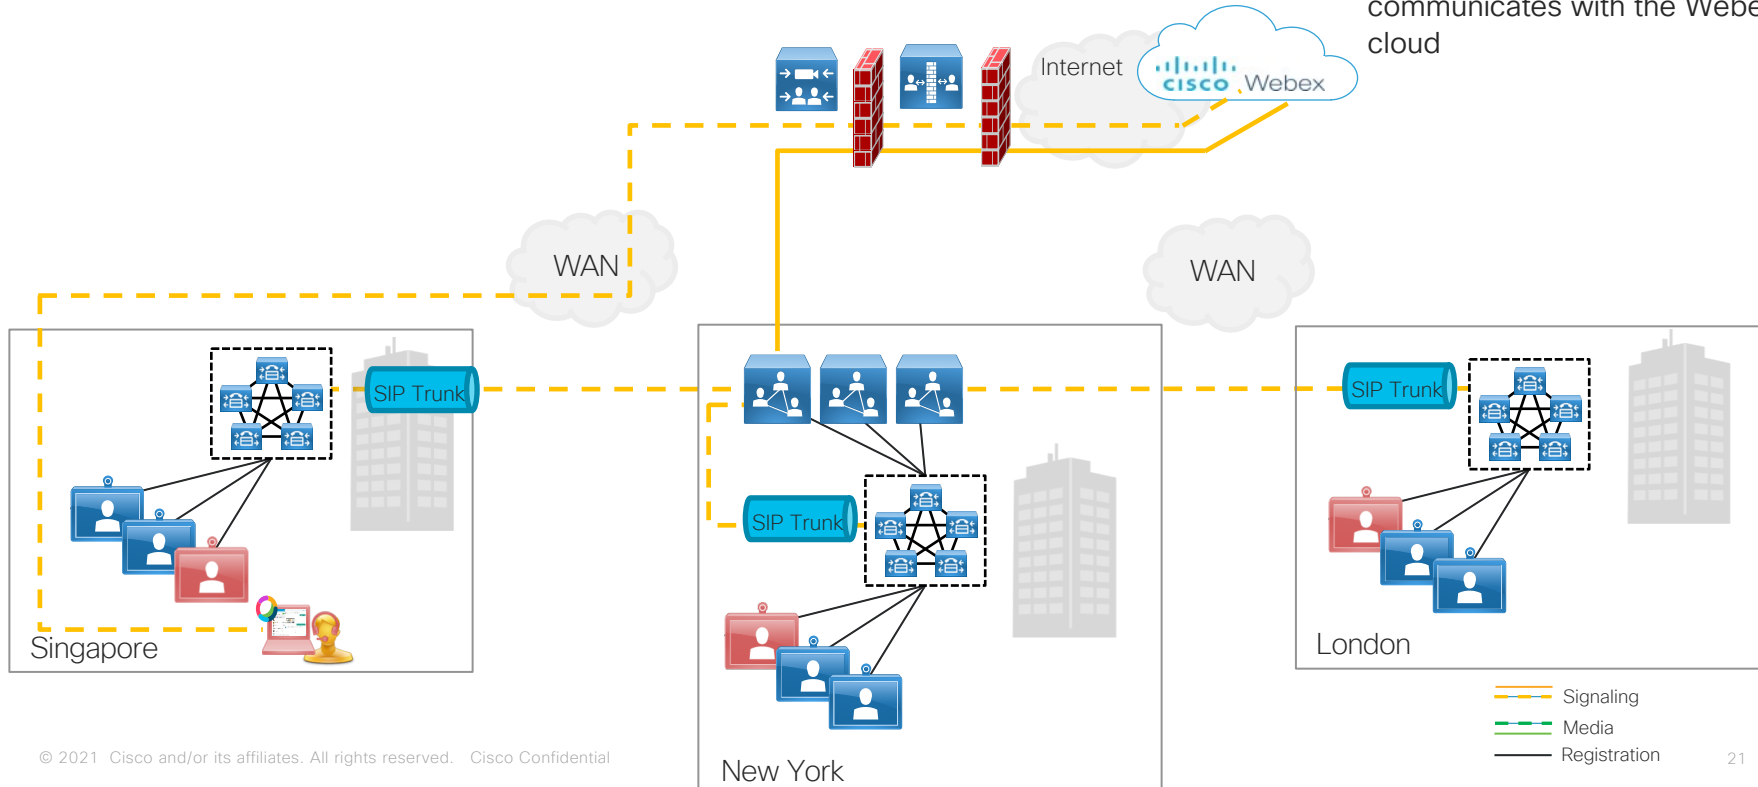 communicates with the Webe
cloud
Internet
cisco Webex
WAN
WAN
SIP Trunk
SIP Trunk
SIP Trunk
Singapore
London
New York
Signaling
Media
Registration
© 2021 Cisco and/or its affiliates. All rights reserved. Cisco Confidential
21